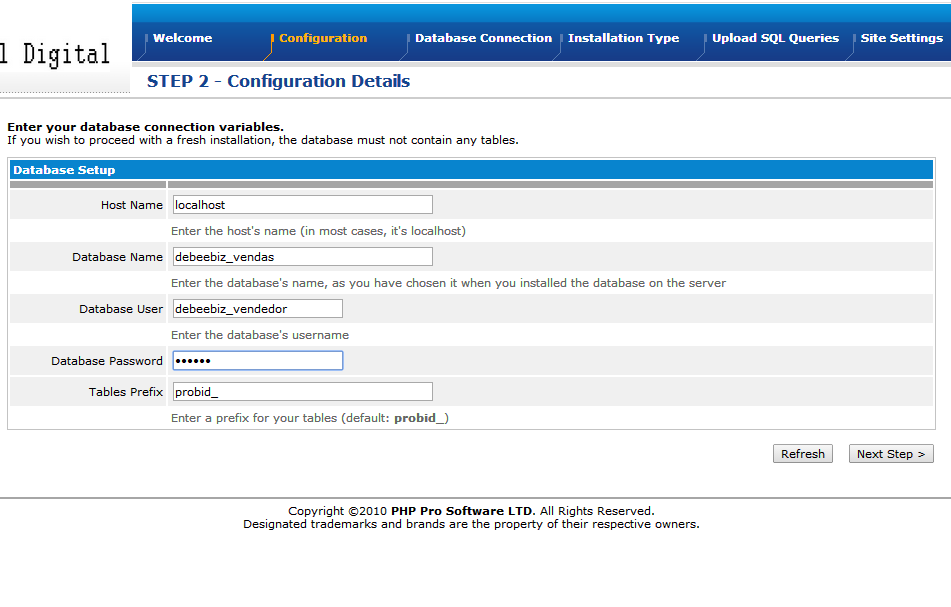 l Digital
Welcome
Configuration
Database Connection
Installation Type
Upload SQL Queries
Site Settings
STEP 2 - Configuration Details
Enter your database connection variables.
If you wish to proceed with a fresh installation, the database must not contain any tables.
Database Setup
Host Name localhost
Enter the host's name (in most cases, it's localhost)
Database Name debeebiz_vendas
Enter the database's name, as you have chosen it when you installed the database on the server
Database User debeebiz_vendedor
Enter the database's username
Database Password ••••••
Tables Prefix probid_
Enter a prefix for your tables (default: probid_)
Refresh Next Step >
Copyright ©2010 PHP Pro Software LTD. All Rights Reserved.
Designated trademarks and brands are the property of their respective owners.